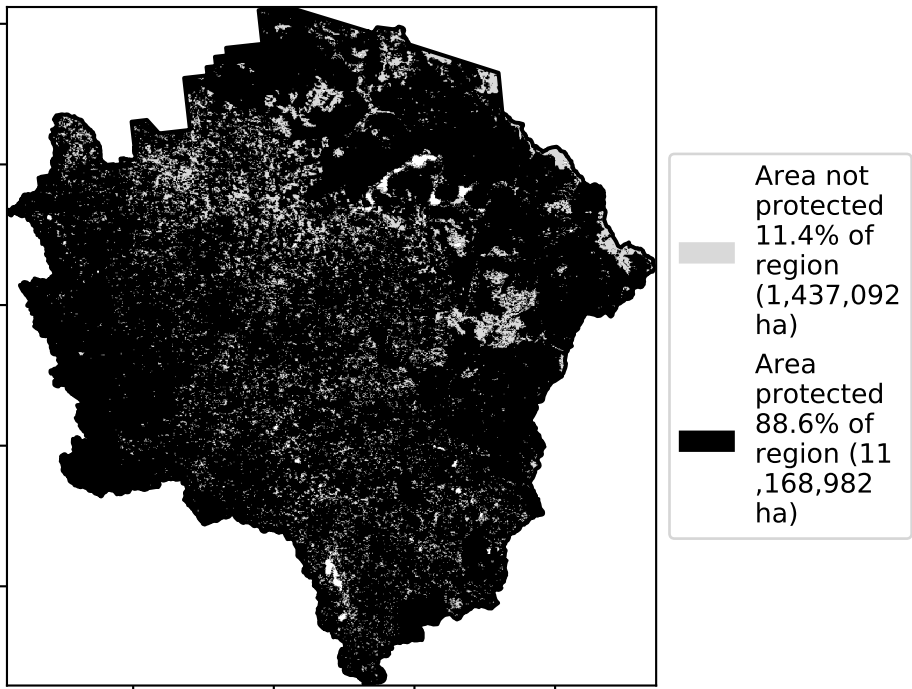 Area not
protected
11.4% of
region
(1,437,092
ha)
Area
protected
88.6% of
region (11
,168,982
ha)